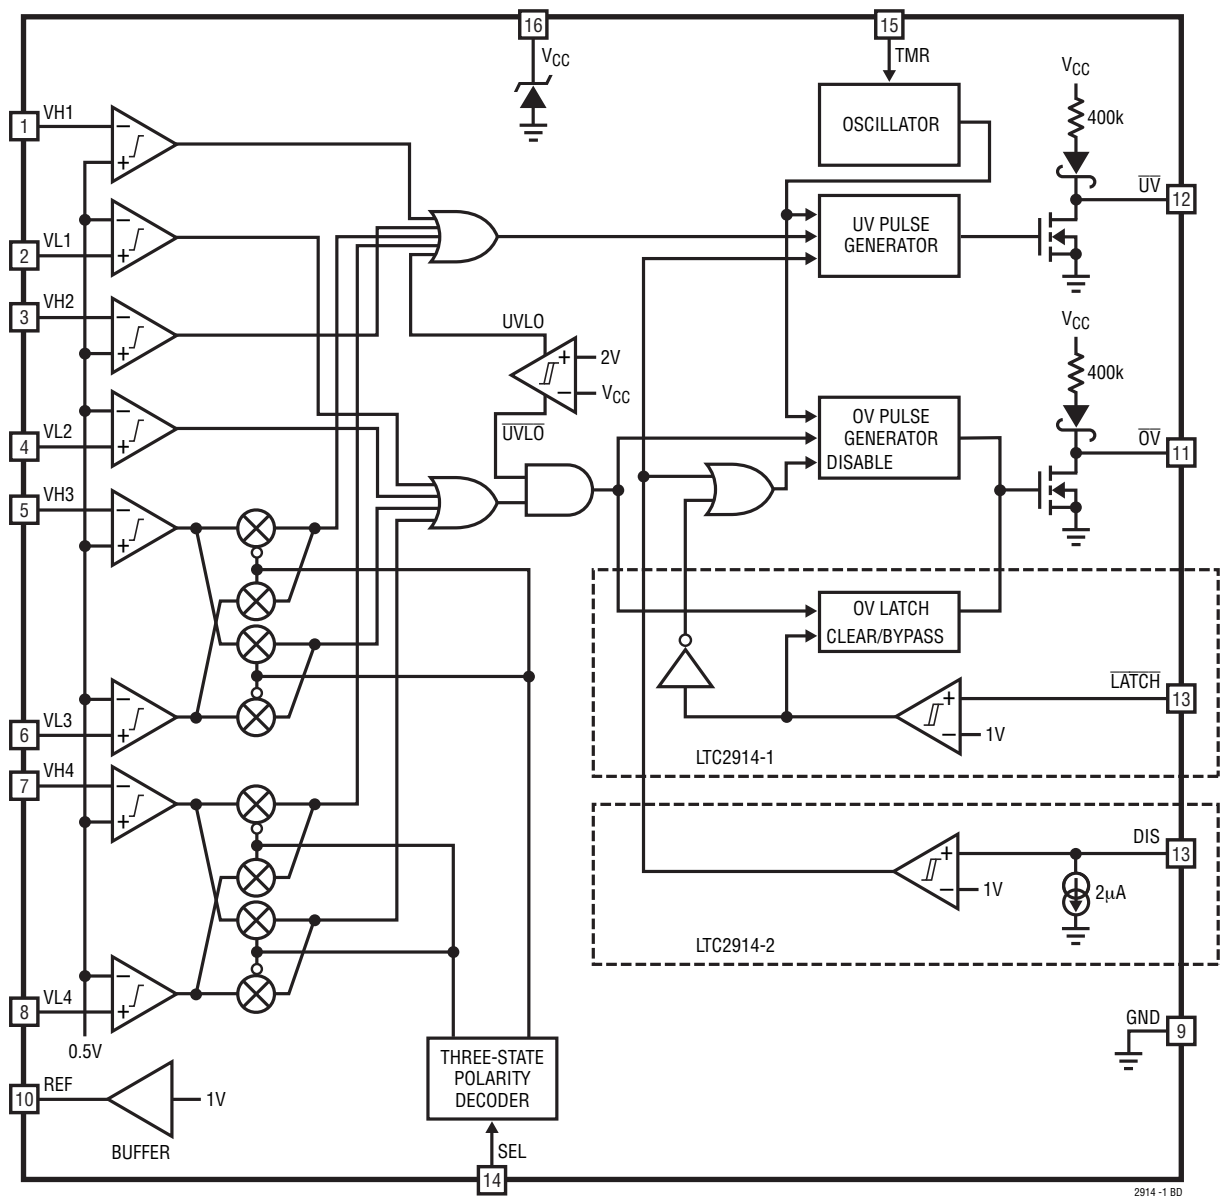 16
VCC
15
TMR
OSCILLATOR
VCC
400k
1
VH1
UV
12
UV PULSE
GENERATOR
2
VL1
3
VH2
UVLO
+
2V
−
VCC
UVLO
VCC
400k
OV
11
OV PULSE
GENERATOR
DISABLE
4
VL2
5
VH3
OV LATCH
CLEAR/BYPASS
LATCH
13
+
−
1V
LTC2914-1
6
VL3
7
VH4
DIS
13
+
−
1V
2µA
LTC2914-2
8
VL4
0.5V
GND
9
10
REF
1V
BUFFER
THREE-STATE
POLARITY
DECODER
SEL
14
−
+
−
+
−
+
−
+
−
+
−
+
−
+
−
+
2914-1 BD